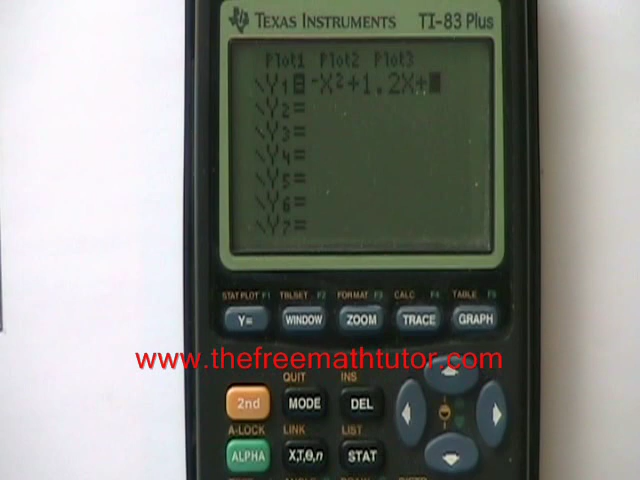 TEXAS INSTRUMENTS TI-83 Plus
Plot1 Plot2 Plot3
\Y1=-X²+1.2X+
\Y2=
\Y3=
\Y4=
\Y5=
\Y6=
\Y7=
STAT PLOT F1 TBLSET F2 FORMAT F3 CALC F4 TABLE F5
Y= WINDOW ZOOM TRACE GRAPH
www.thefreemathtutor.com
QUIT INS
2nd MODE DEL
A-LOCK LINK LIST
ALPHA X,T,Θ,n STAT